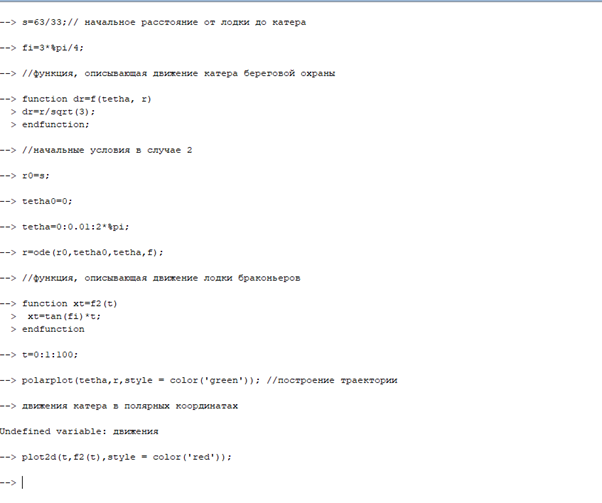 --> s=63/33;// начальное расстояние от лодки до катера
--> fi=3*%pi/4;
--> //функция, описывающая движение катера береговой охраны
--> function dr=f(tetha, r)
> dr=r/sqrt(3);
> endfunction;
--> //начальные условия в случае 2
--> r0=s;
--> tetha0=0;
--> tetha=0:0.01:2*%pi;
--> r=ode(r0,tetha0,tetha,f);
--> //функция, описывающая движение лодки браконьеров
--> function xt=f2(t)
> xt=tan(fi)*t;
> endfunction
--> t=0:1:100;
--> polarplot(tetha,r,style = color('green')); //построение траектории
--> движения катера в полярных координатах
Undefined variable: движения
--> plot2d(t,f2(t),style = color('red'));
-->